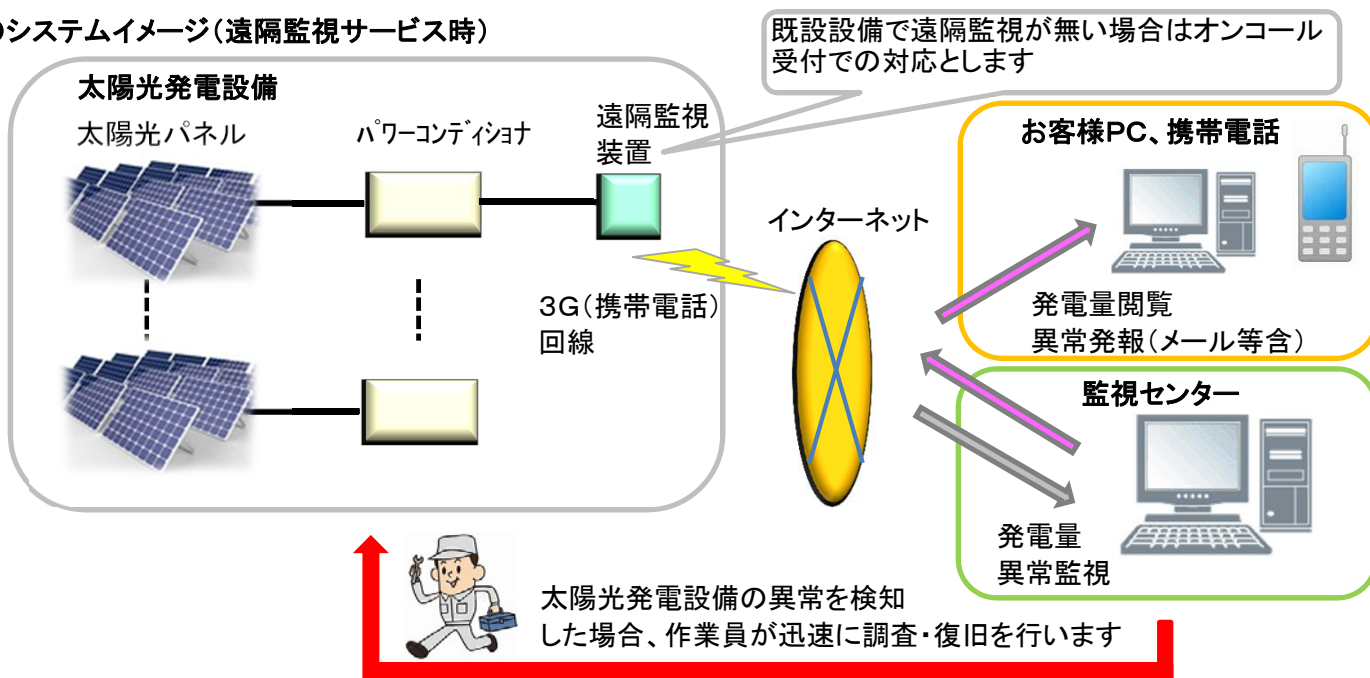 システムイメージ（遠隔監視サービス時）
既設設備で遠隔監視が無い場合はオンコール
受付での対応とします
太陽光発電設備
太陽光パネル
ﾊﾟワーコンﾃﾞｨショナ
遠隔監視
装置
お客様PC、携帯電話
インターネット
3G（携帯電話）
回線
発電量閲覧
異常発報（メール等含）
監視センター
発電量
異常監視
太陽光発電設備の異常を検知
した場合、作業員が迅速に調査・復旧を行います